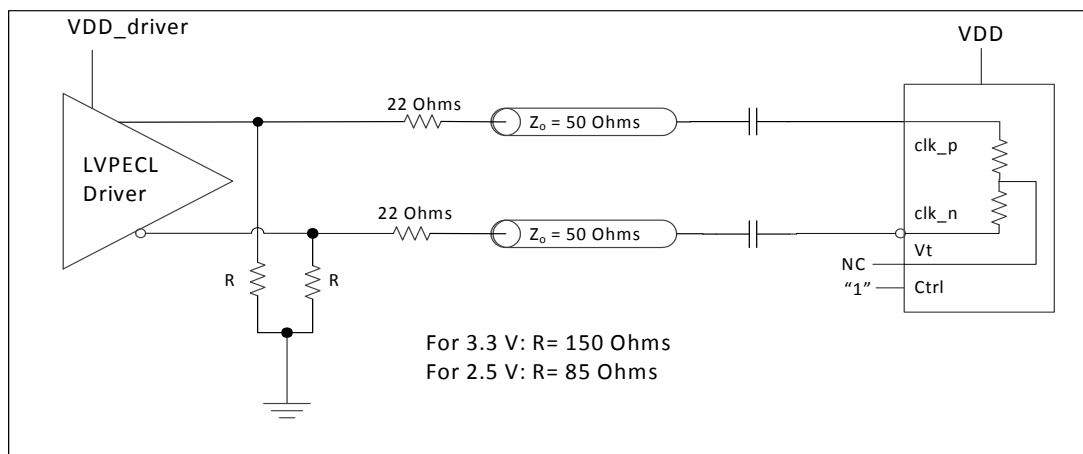 VDD_driver
VDD
22 Ohms
Zo = 50 Ohms
clk_p
LVPECL
Driver
22 Ohms
clk_n
Zo = 50 Ohms
Vt
NC
R
R
“1”
Ctrl
For 3.3 V: R= 150 Ohms
For 2.5 V: R= 85 Ohms